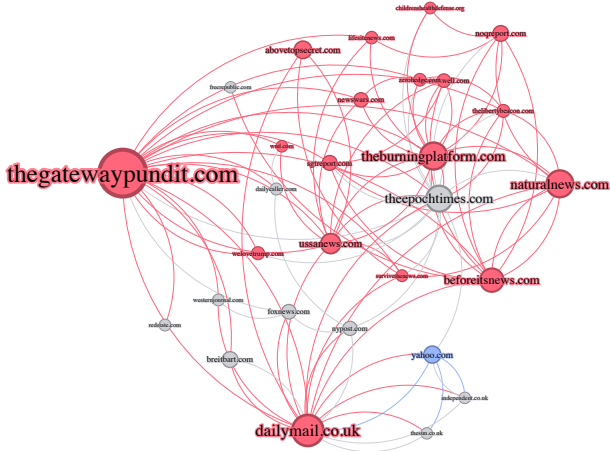 childrenshealthdefense.org
lifesitenews.com
noqreport.com
abovetopsecret.com
freerepublic.com
newswars.com
thelibertybeacon.com
wnd.com
sgtreport.com
theburningplatform.com
thegatewaypundit.com
naturalnews.com
dailycaller.com
theepochtimes.com
ussanews.com
welovetrump.com
survivethenews.com
beforeitsnews.com
westernjournal.com
foxnews.com
redstate.com
nypost.com
breitbart.com
yahoo.com
independent.co.uk
dailymail.co.uk
thesun.co.uk